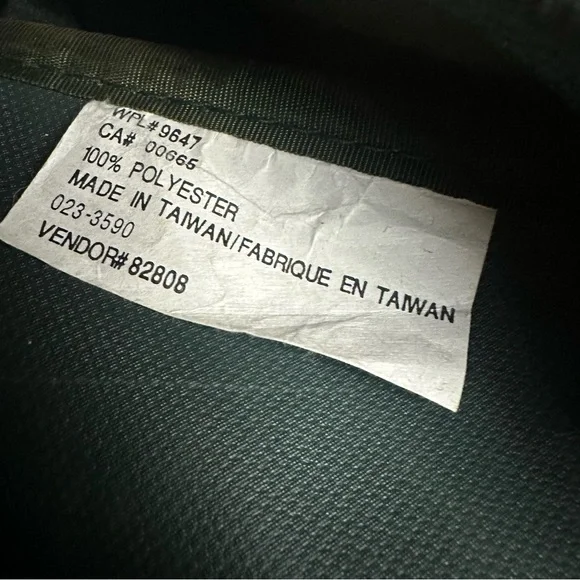 WPL#9647
CA# 00665
100% POLYESTER
MADE IN TAIWAN/FABRIQUE EN TAIWAN
023-3590
VENDOR#82808